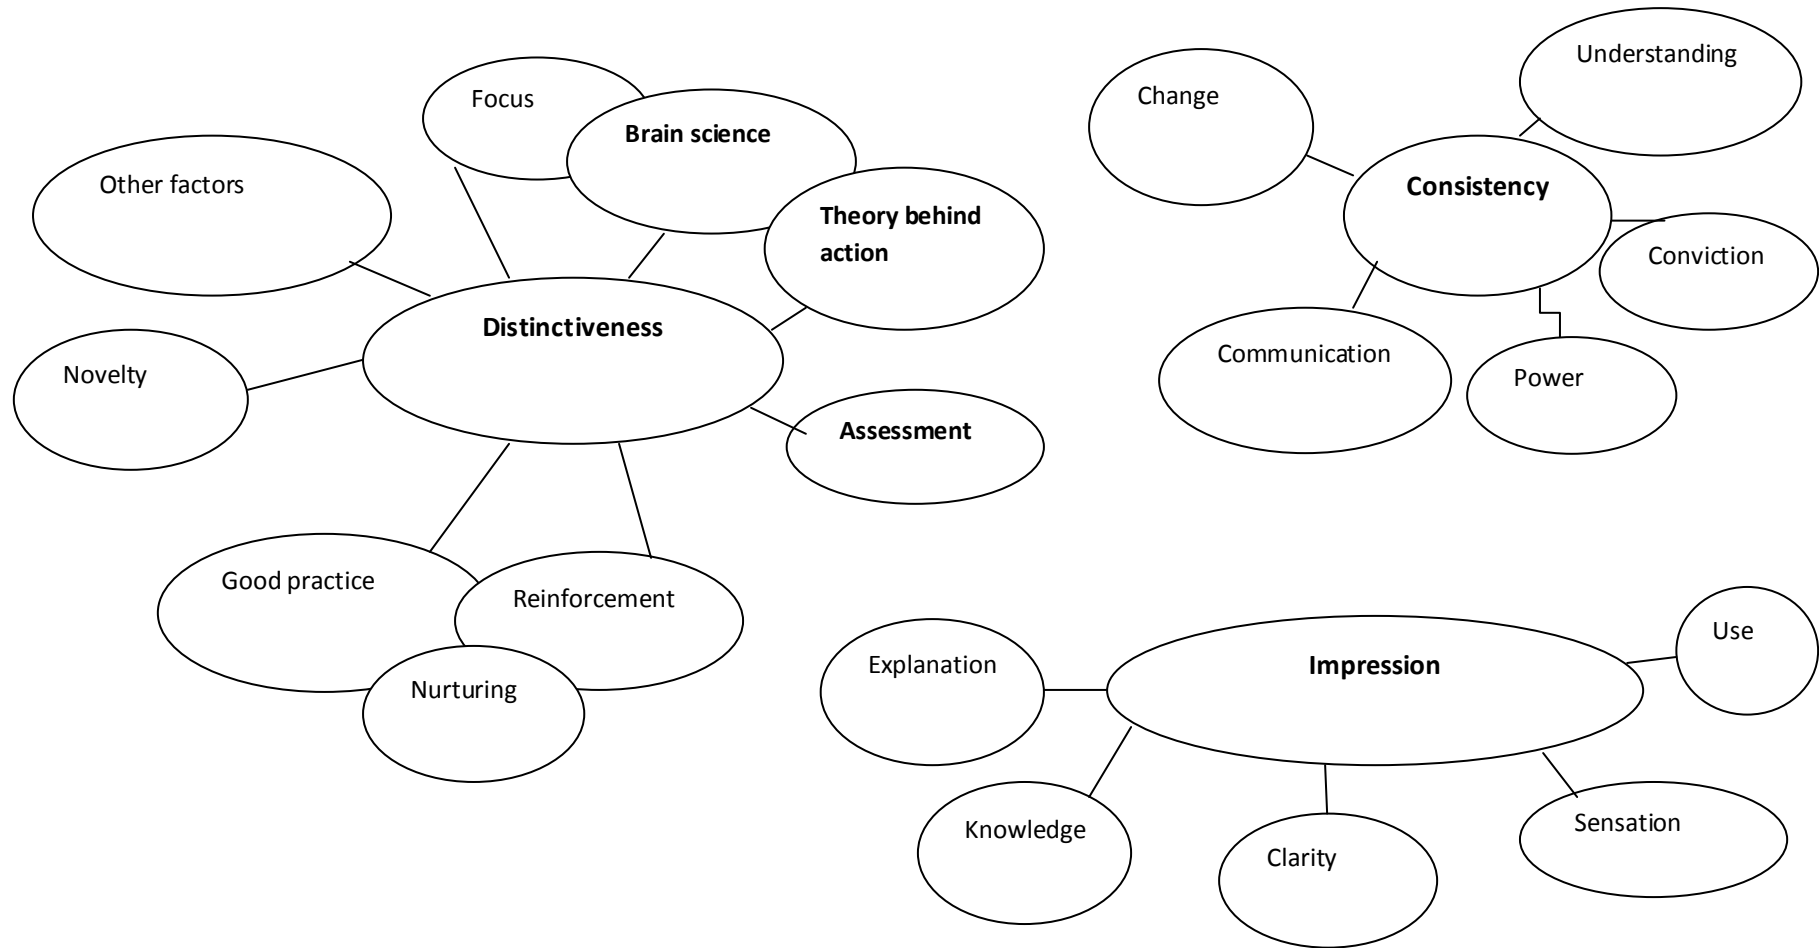 Focus
Brain science
Other factors
Theory behind
action
Distinctiveness
Novelty
Assessment
Good practice
Reinforcement
Nurturing
Understanding
Change
Consistency
Conviction
Communication
Power
Impression
Use
Explanation
Knowledge
Clarity
Sensation